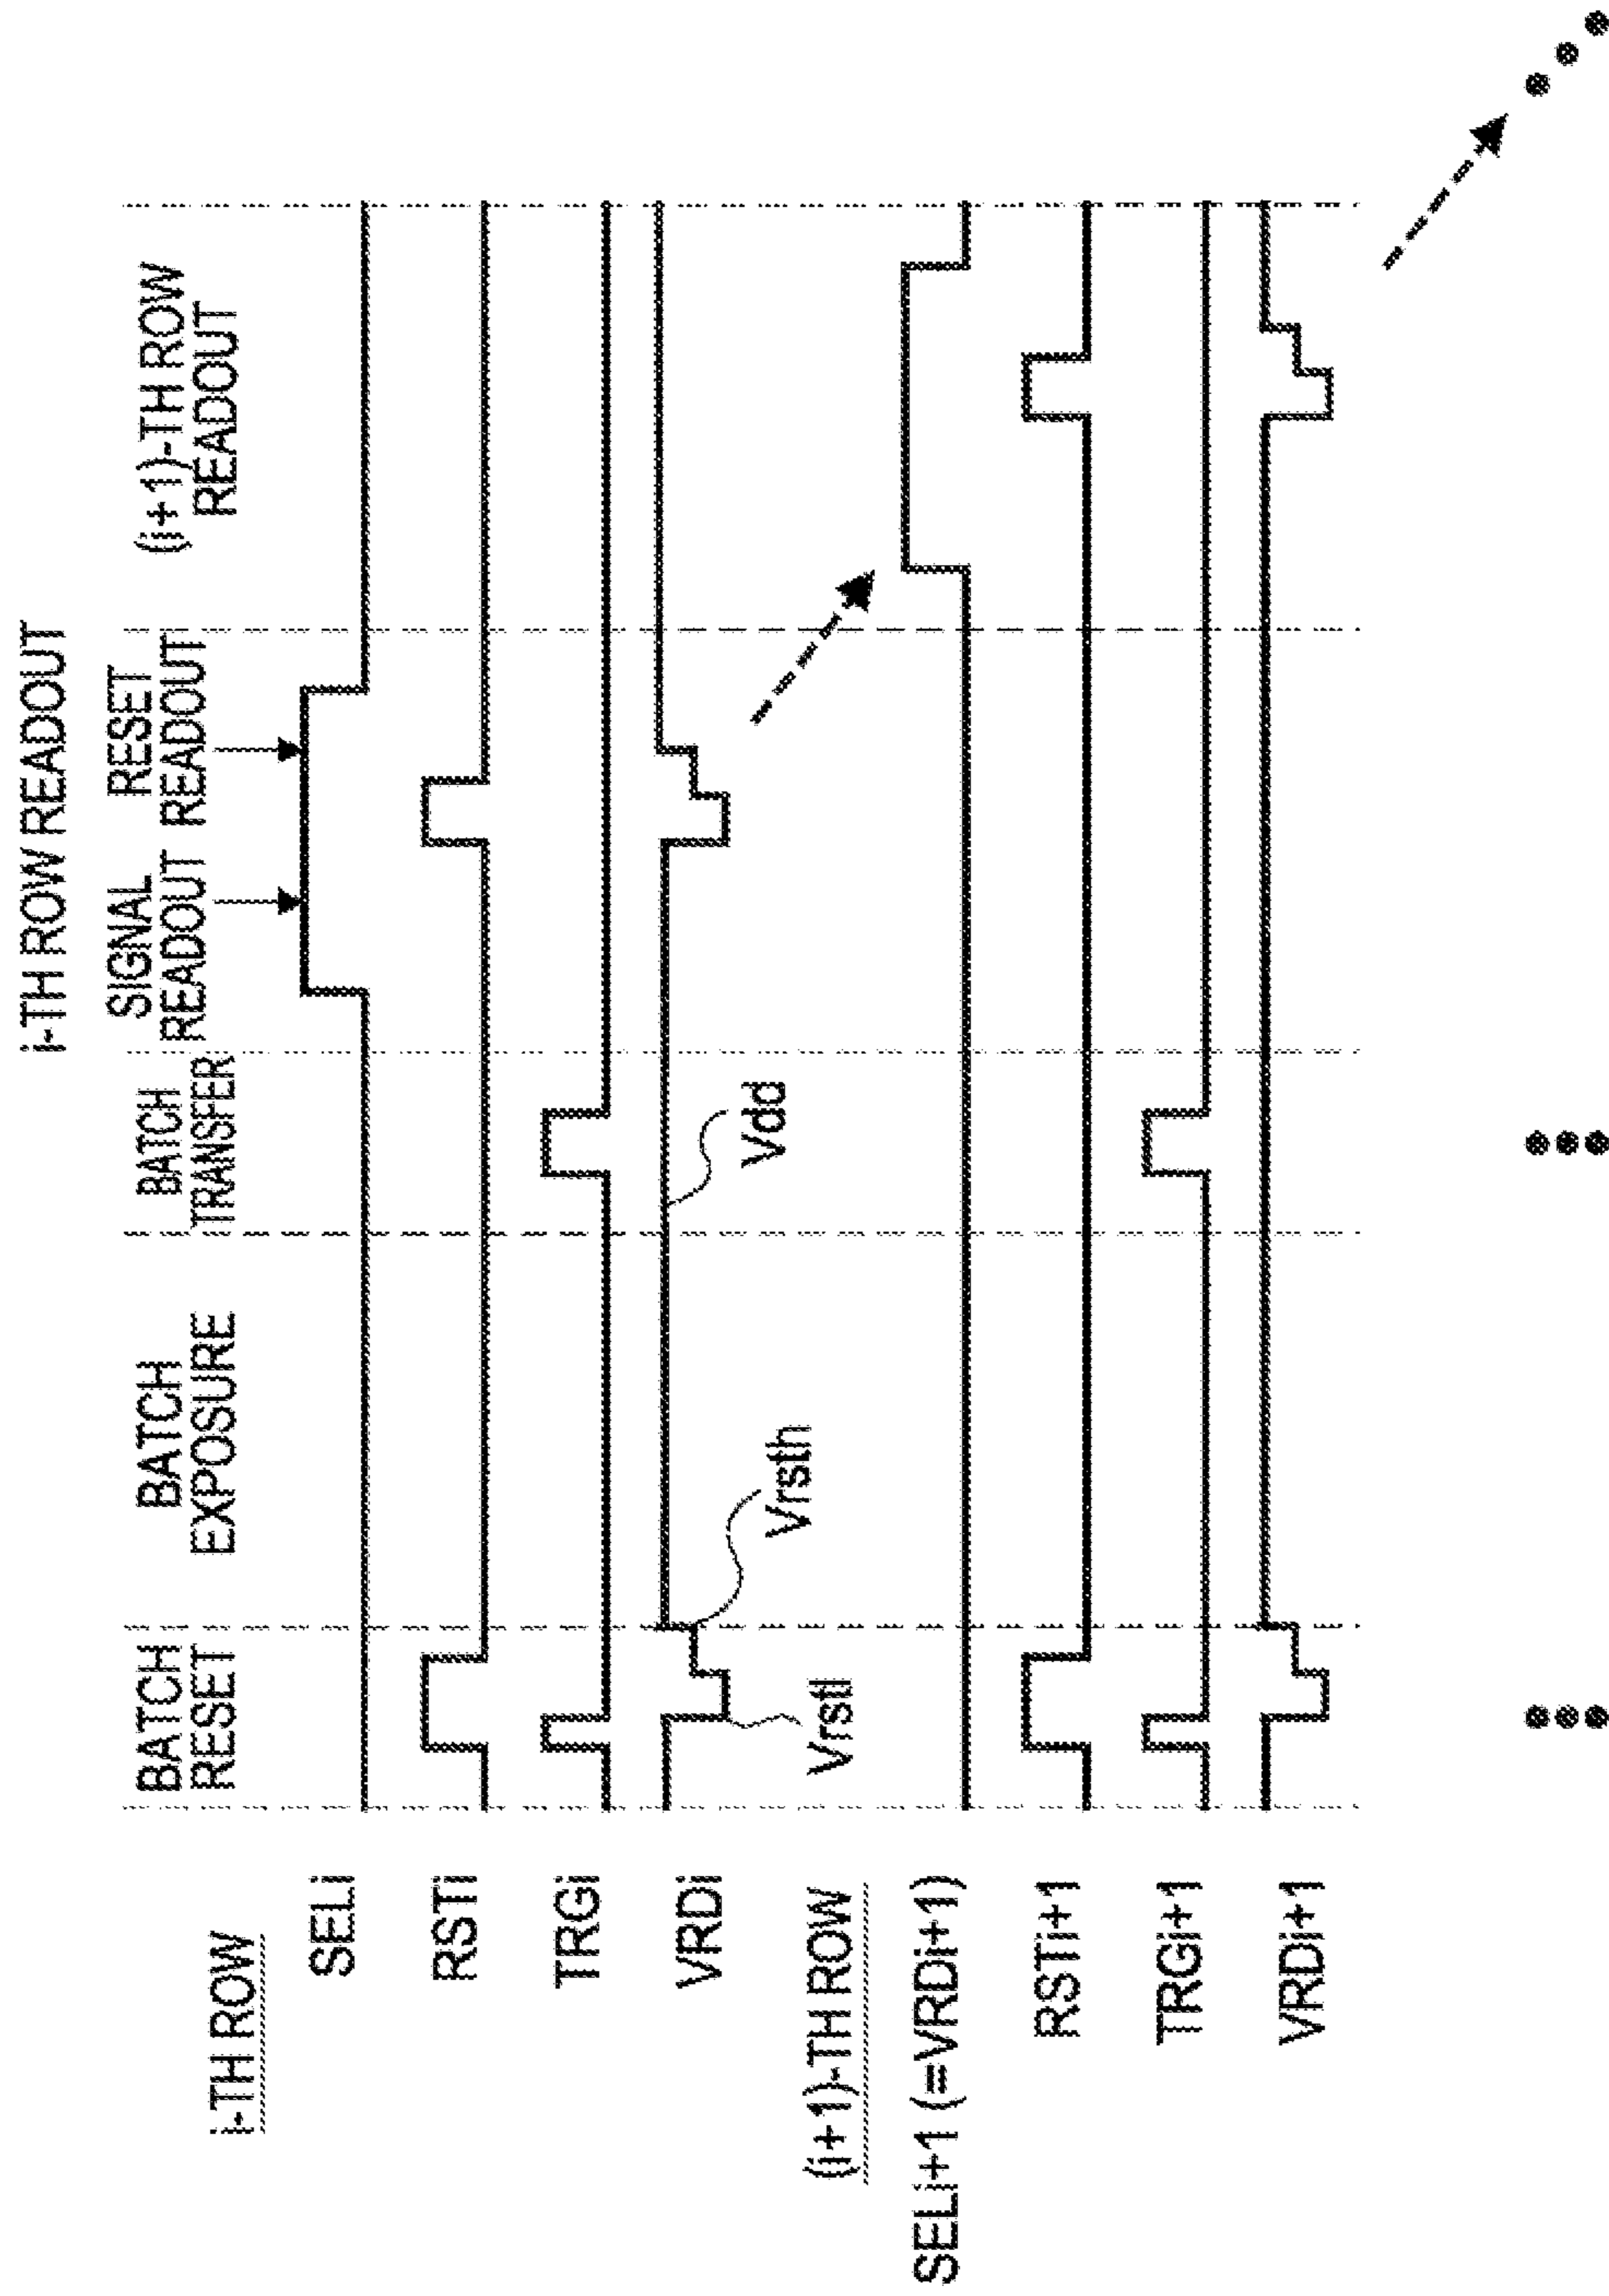 i-TH ROW READOUT
BATCH
RESET
BATCH
EXPOSURE
BATCH
TRANSFER
SIGNAL
READOUT
RESET
READOUT
(i+1)-TH ROW
READOUT
i-TH ROW
SELi
RSTi
TRGi
VRDi
Vrstl
Vrsth
Vdd
(i+1)-TH ROW
SELi+1 (=VRDi+1)
RSTi+1
TRGi+1
VRDi+1